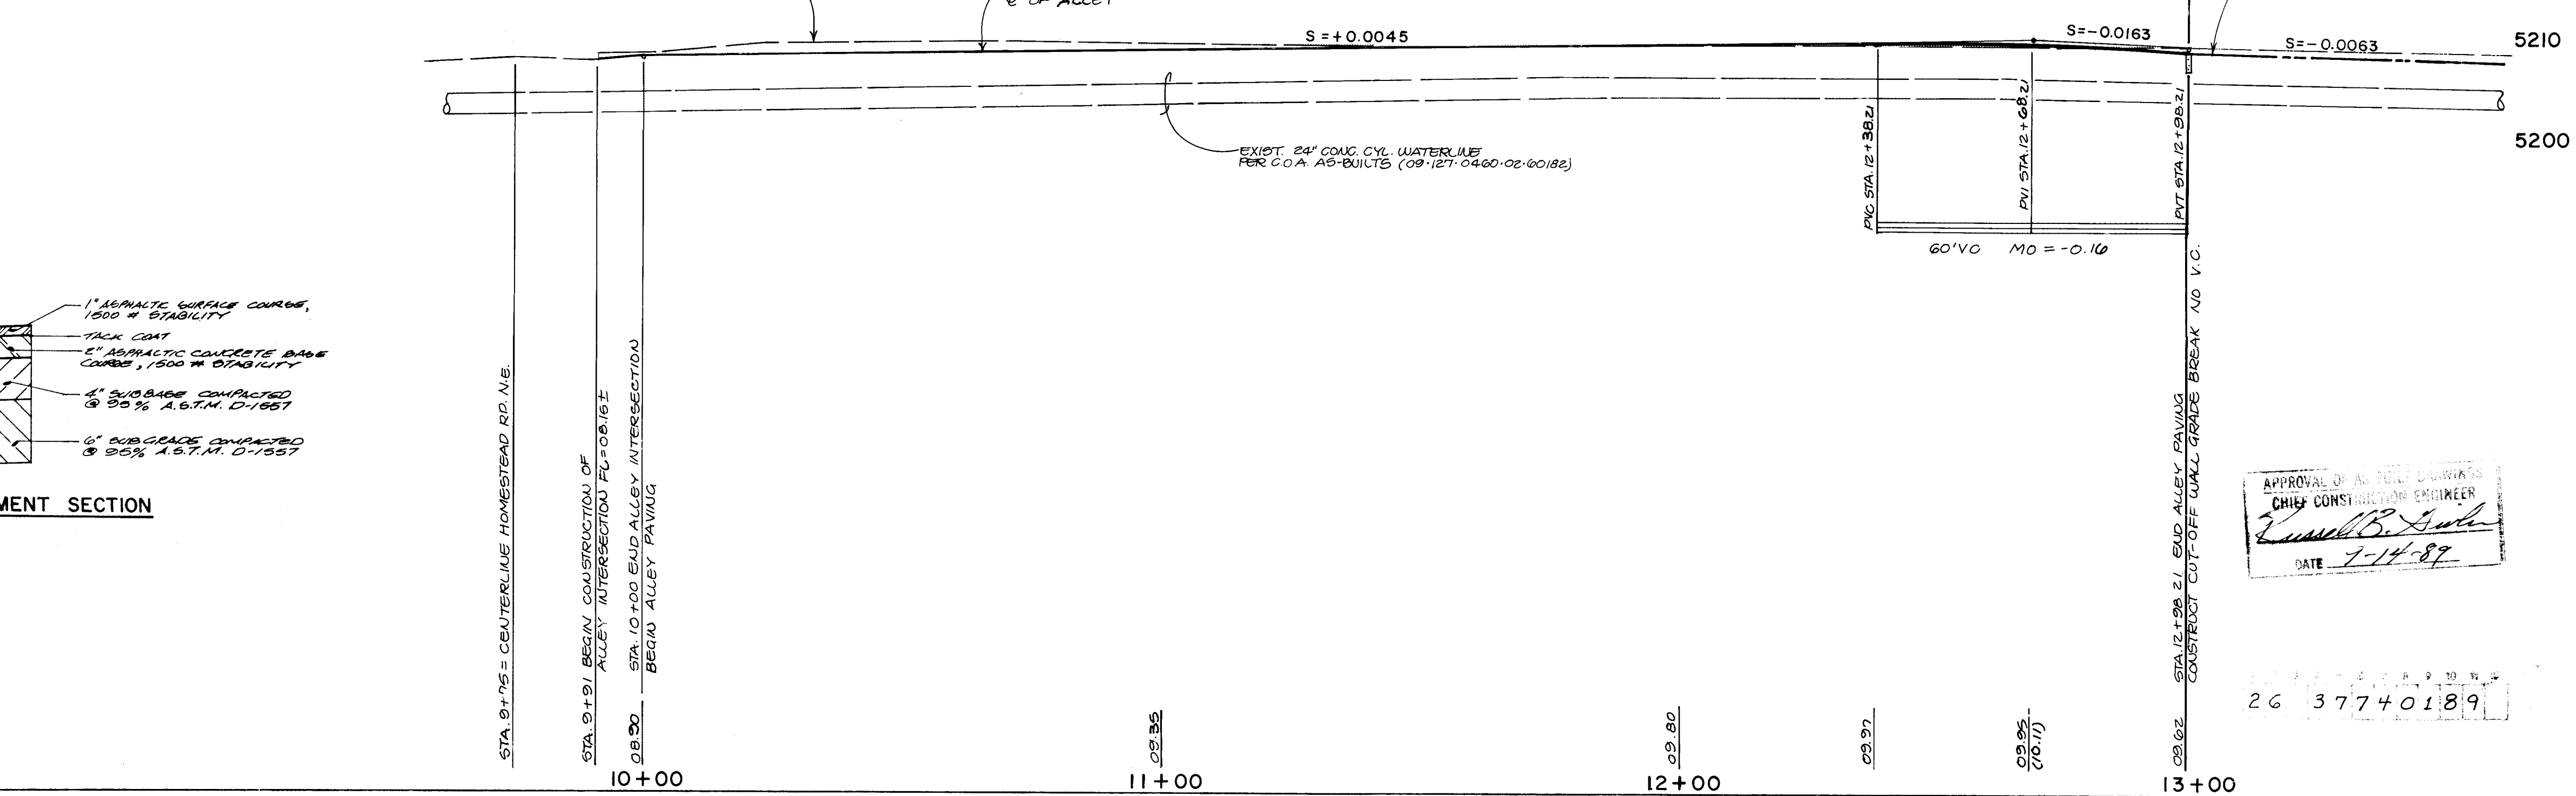 ℄ OF ALLEY
S=+0.0045
S=-0.0163
S=-0.0063
5210
5200
EXIST. 24" CONC. CYL. WATERLINE
PER C.O.A. AS-BUILTS (09·127·0460·02·60182)
PVC STA. 12+38.21
PVI STA. 12+68.21
PVT STA. 12+98.21
60' VC MO = -0.16
1" ASPHALTIC SURFACE COURSE,
1500 # STABILITY
TACK COAT
2" ASPHALTIC CONCRETE BASE
COURSE, 1500 # STABILITY
4" SUBBASE COMPACTED
@ 95% A.S.T.M. D-1557
6" SUBGRADE COMPACTED
@ 95% A.S.T.M. D-1557
MENT SECTION
STA. 9+75 = CENTERLINE HOMESTEAD RD. N.E.
STA. 9+91 BEGIN CONSTRUCTION OF
ALLEY INTERSECTION FL=08.16±
STA. 10+00 END ALLEY INTERSECTION
BEGIN ALLEY PAVING
STA. 12+98.21 END ALLEY PAVING
CONSTRUCT CUT-OFF WALL GRADE BREAK NO V.C.
APPROVAL OF AS BUILT DRAWINGS
CHIEF CONSTRUCTION ENGINEER
DATE 7-14-89
26 37740189
08.90
09.35
09.80
09.97
09.95
(10.11)
09.62
10+00
11+00
12+00
13+00